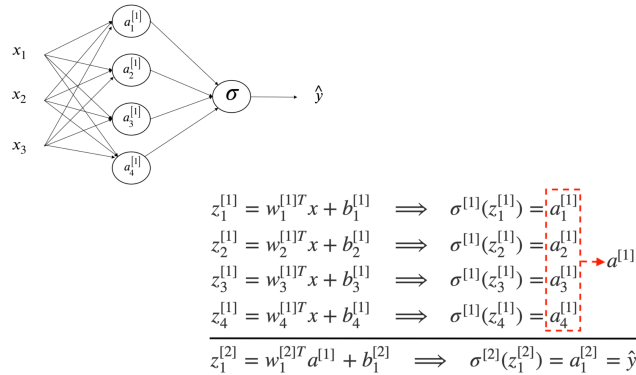 x₁
x₂
x₃
a₁^[1]
a₂^[1]
a₃^[1]
a₄^[1]
σ
ŷ
z₁^[1] = w₁^[1]T x + b₁^[1] ⟹ σ^[1](z₁^[1]) = a₁^[1]
z₂^[1] = w₂^[1]T x + b₂^[1] ⟹ σ^[1](z₂^[1]) = a₂^[1]
z₃^[1] = w₃^[1]T x + b₃^[1] ⟹ σ^[1](z₃^[1]) = a₃^[1]
z₄^[1] = w₄^[1]T x + b₄^[1] ⟹ σ^[1](z₄^[1]) = a₄^[1]
a^[1]
z₁^[2] = w₁^[2]T a^[1] + b₁^[2] ⟹ σ^[2](z₁^[2]) = a₁^[2] = ŷ